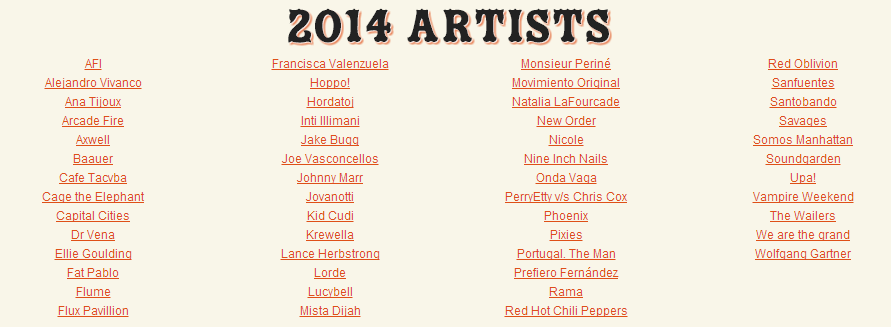 2014 ARTISTS
AFI
Alejandro Vivanco
Ana Tijoux
Arcade Fire
Axwell
Baauer
Cafe Tacvba
Cage the Elephant
Capital Cities
Dr Vena
Ellie Goulding
Fat Pablo
Flume
Flux Pavillion
Francisca Valenzuela
Hoppo!
Hordatoj
Inti Illimani
Jake Bugg
Joe Vasconcellos
Johnny Marr
Jovanotti
Kid Cudi
Krewella
Lance Herbstrong
Lorde
Lucybell
Mista Dijah
Monsieur Periné
Movimiento Original
Natalia LaFourcade
New Order
Nicole
Nine Inch Nails
Onda Vaga
PerryEtty v/s Chris Cox
Phoenix
Pixies
Portugal. The Man
Prefiero Fernández
Rama
Red Hot Chili Peppers
Red Oblivion
Sanfuentes
Santobando
Savages
Somos Manhattan
Soundgarden
Upa!
Vampire Weekend
The Wailers
We are the grand
Wolfgang Gartner